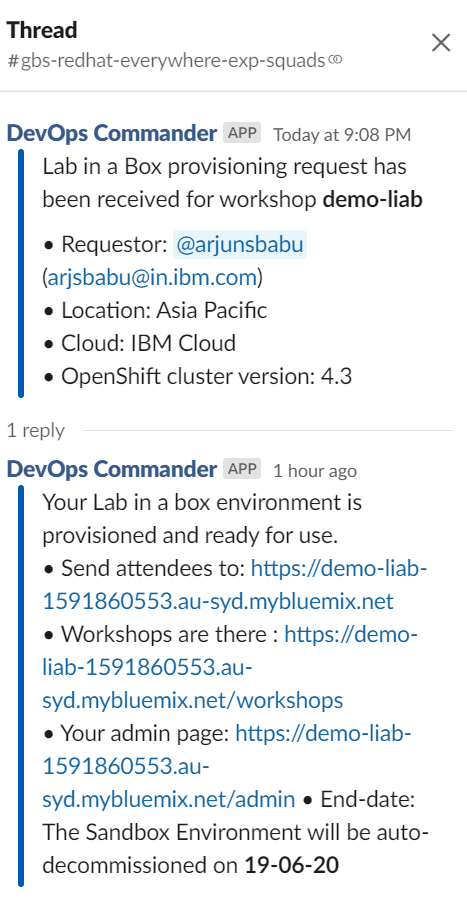 Thread
#gbs-redhat-everywhere-exp-squads
DevOps Commander APP Today at 9:08 PM
Lab in a Box provisioning request has
been received for workshop demo-liab
• Requestor: @arjunsbabu
(arjsbabu@in.ibm.com)
• Location: Asia Pacific
• Cloud: IBM Cloud
• OpenShift cluster version: 4.3
1 reply
DevOps Commander APP 1 hour ago
Your Lab in a box environment is
provisioned and ready for use.
• Send attendees to: https://demo-liab-
1591860553.au-syd.mybluemix.net
• Workshops are there : https://demo-
liab-1591860553.au-
syd.mybluemix.net/workshops
• Your admin page: https://demo-liab-
1591860553.au-
syd.mybluemix.net/admin • End-date:
The Sandbox Environment will be auto-
decommissioned on 19-06-20